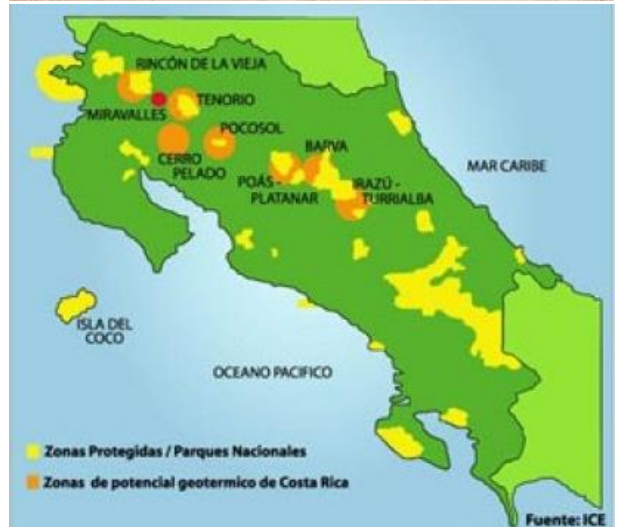 RINCÓN DE LA VIEJA
TENORIO
MIRAVALLES
POCOSOL
CERRO
PELADO
BARVA
POÁS -
PLATANAR
IRAZÚ -
TURRIALBA
MAR CARIBE
ISLA DEL
COCO
OCEANO PACIFICO
Zonas Protegidas / Parques Nacionales
Zonas de potencial geotermico de Costa Rica
Fuente: ICE